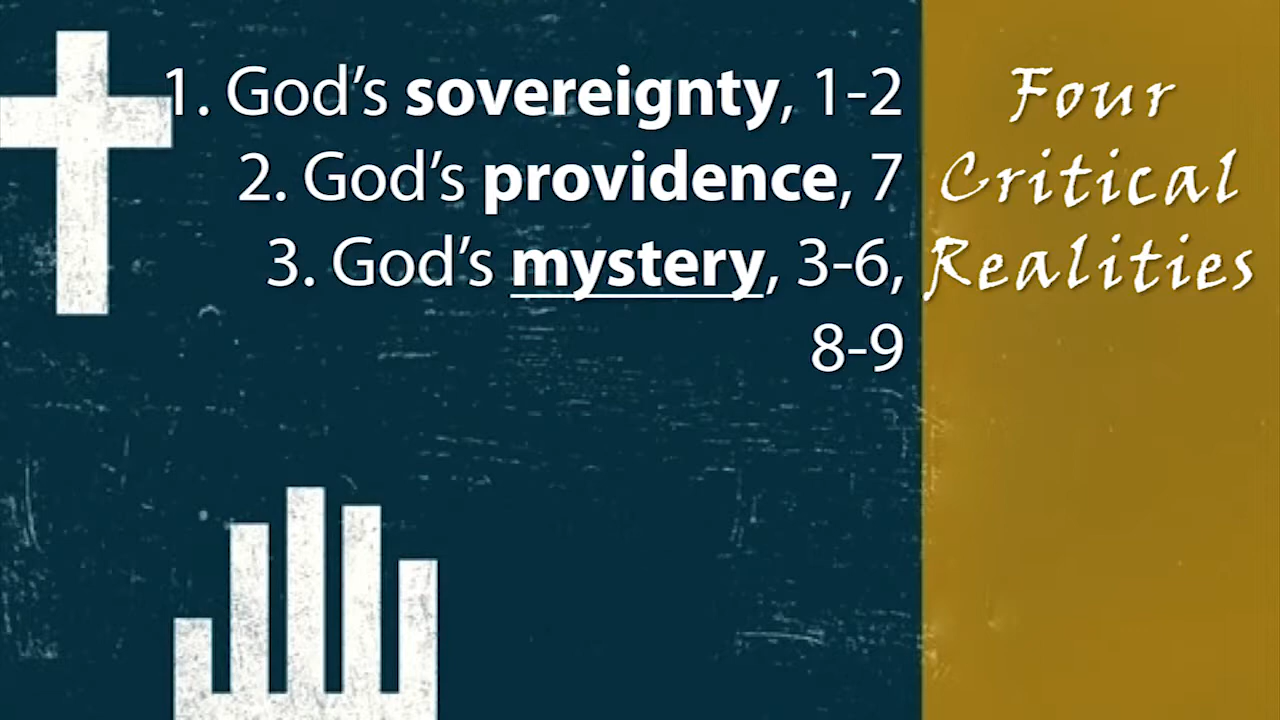 1. God’s sovereignty, 1-2
2. God’s providence, 7
3. God’s mystery, 3-6,
8-9
Four
Critical
Realities